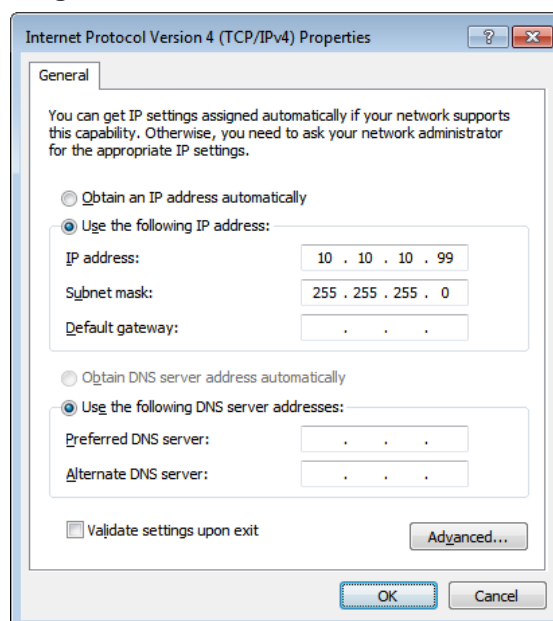 Internet Protocol Version 4 (TCP/IPv4) Properties
General
You can get IP settings assigned automatically if your network supports
this capability. Otherwise, you need to ask your network administrator
for the appropriate IP settings.
Obtain an IP address automatically
Use the following IP address:
IP address: 10 . 10 . 10 . 99
Subnet mask: 255 . 255 . 255 . 0
Default gateway: . . .
Obtain DNS server address automatically
Use the following DNS server addresses:
Preferred DNS server: . . .
Alternate DNS server: . . .
Validate settings upon exit
Advanced...
OK Cancel